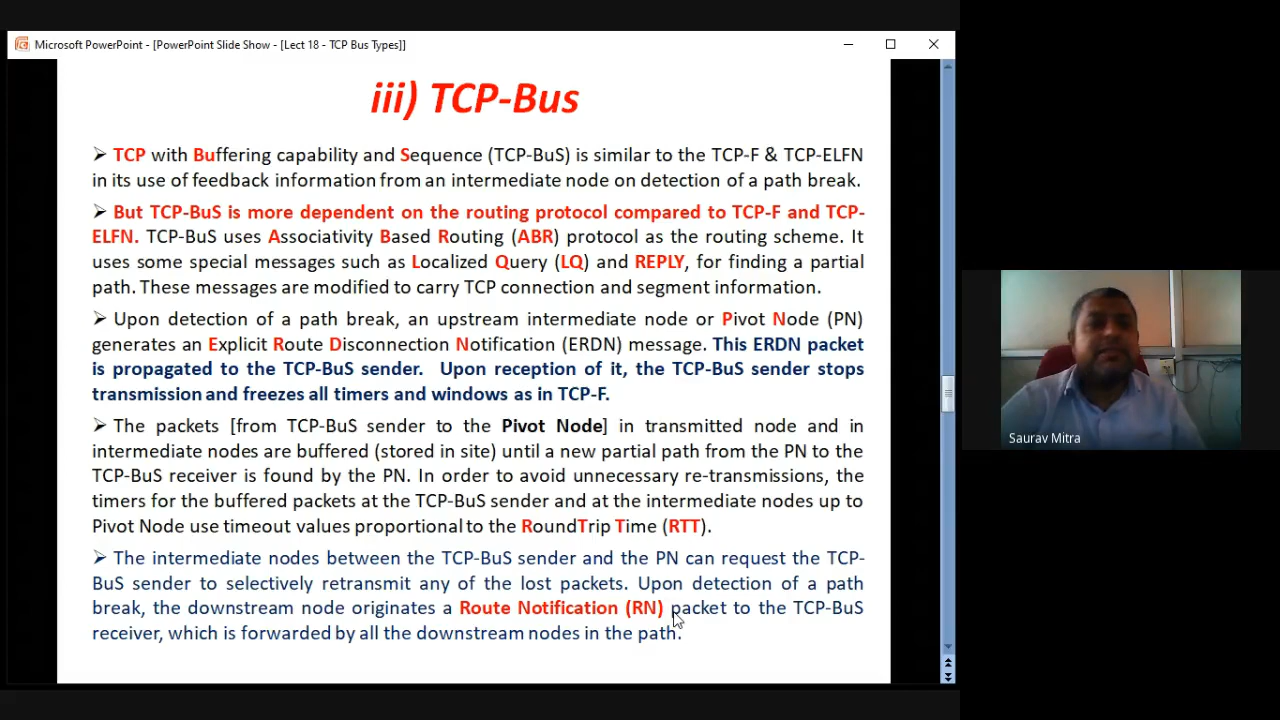 Microsoft PowerPoint - [PowerPoint Slide Show - [Lect 18 - TCP Bus Types]]
iii) TCP-Bus
➢ TCP with Buffering capability and Sequence (TCP-BuS) is similar to the TCP-F & TCP-ELFN
in its use of feedback information from an intermediate node on detection of a path break.
➢ But TCP-BuS is more dependent on the routing protocol compared to TCP-F and TCP-
ELFN. TCP-BuS uses Associativity Based Routing (ABR) protocol as the routing scheme. It
uses some special messages such as Localized Query (LQ) and REPLY, for finding a partial
path. These messages are modified to carry TCP connection and segment information.
➢ Upon detection of a path break, an upstream intermediate node or Pivot Node (PN)
generates an Explicit Route Disconnection Notification (ERDN) message. This ERDN packet
is propagated to the TCP-BuS sender. Upon reception of it, the TCP-BuS sender stops
transmission and freezes all timers and windows as in TCP-F.
➢ The packets [from TCP-BuS sender to the Pivot Node] in transmitted node and in
intermediate nodes are buffered (stored in site) until a new partial path from the PN to the
TCP-BuS receiver is found by the PN. In order to avoid unnecessary re-transmissions, the
timers for the buffered packets at the TCP-BuS sender and at the intermediate nodes up to
Pivot Node use timeout values proportional to the RoundTrip Time (RTT).
➢ The intermediate nodes between the TCP-BuS sender and the PN can request the TCP-
BuS sender to selectively retransmit any of the lost packets. Upon detection of a path
break, the downstream node originates a Route Notification (RN) packet to the TCP-BuS
receiver, which is forwarded by all the downstream nodes in the path.
Saurav Mitra